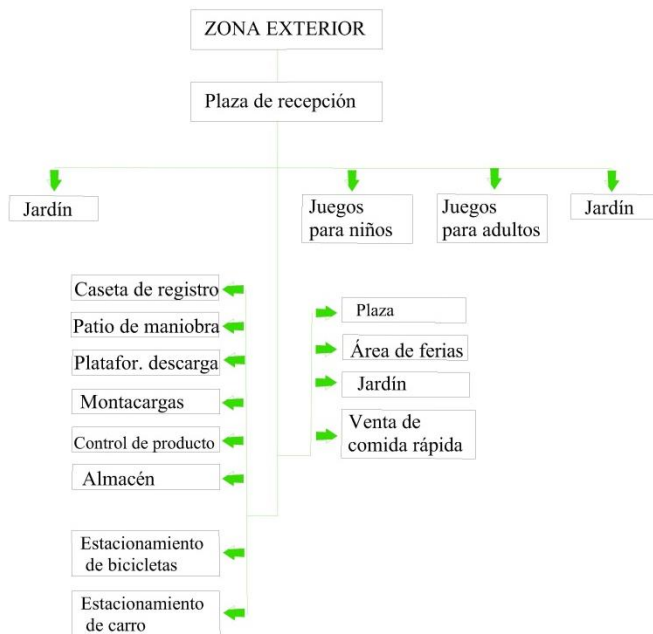 ZONA EXTERIOR
Plaza de recepción
Jardín
Juegos
para niños
Juegos
para adultos
Jardín
Caseta de registro
Patio de maniobra
Platafor. descarga
Montacargas
Control de producto
Almacén
Estacionamiento
de bicicletas
Estacionamiento
de carro
Plaza
Área de ferias
Jardín
Venta de
comida rápida